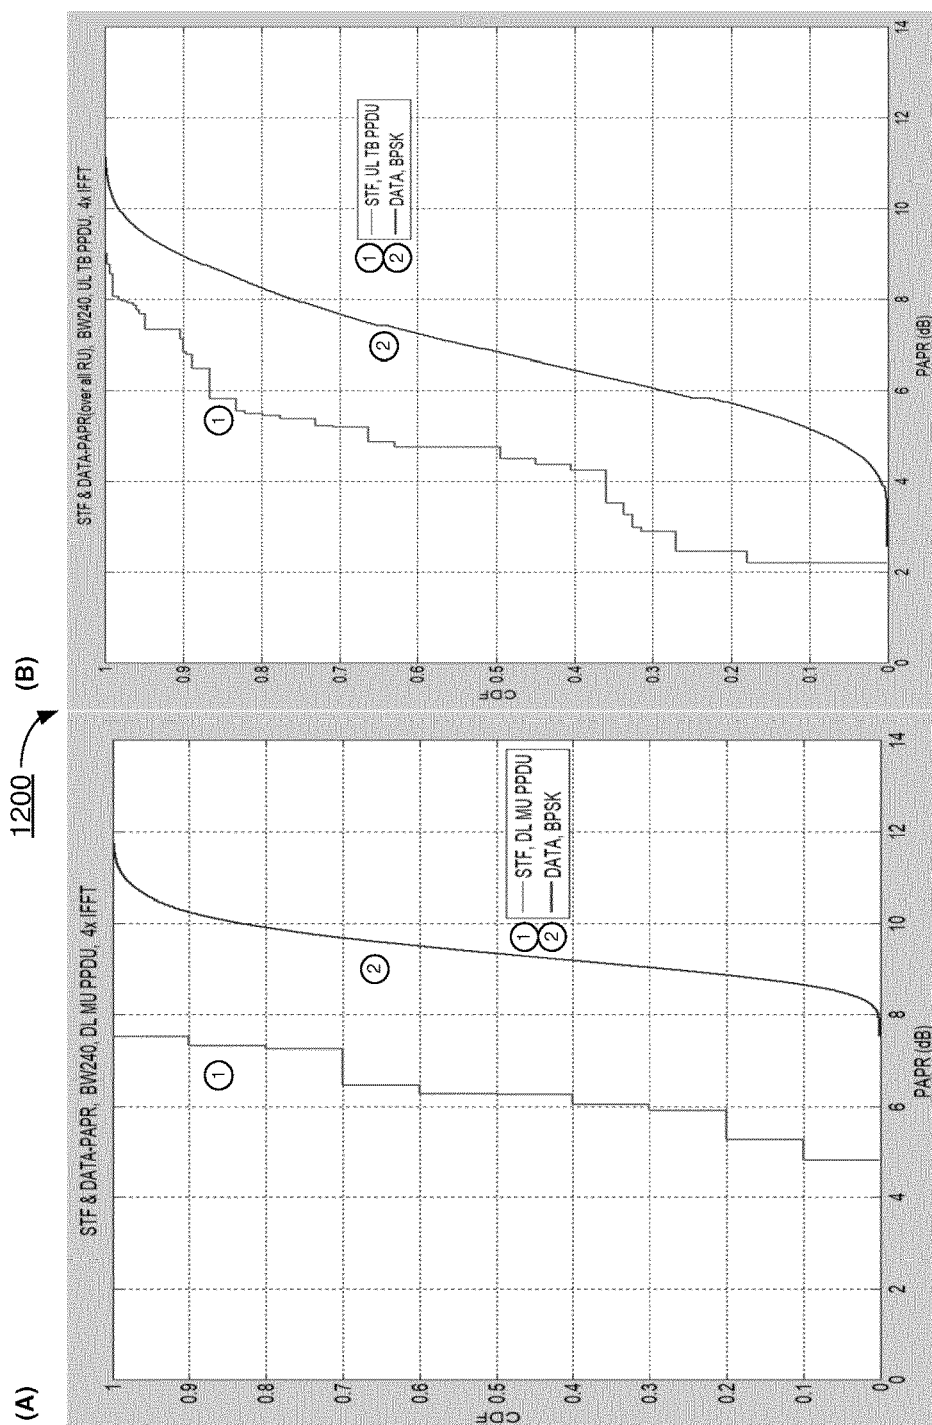 1200
(A)
STF & DATA-PAPR, BW240, DL MU PPDU, 4x IFFT
1
0.9
0.8
0.7
0.6
0.5
0.4
0.3
0.2
0.1
0
CDF
0 2 4 6 8 10 12 14
PAPR (dB)
1
2
1 STF, DL MU PPDU
2 DATA, BPSK
(B)
STF & DATA-PAPR(over all RU), BW240, UL TB PPDU, 4x IFFT
1
0.9
0.8
0.7
0.6
0.5
0.4
0.3
0.2
0.1
0
CDF
0 2 4 6 8 10 12 14
PAPR (dB)
1
2
1 STF, UL TB PPDU
2 DATA, BPSK